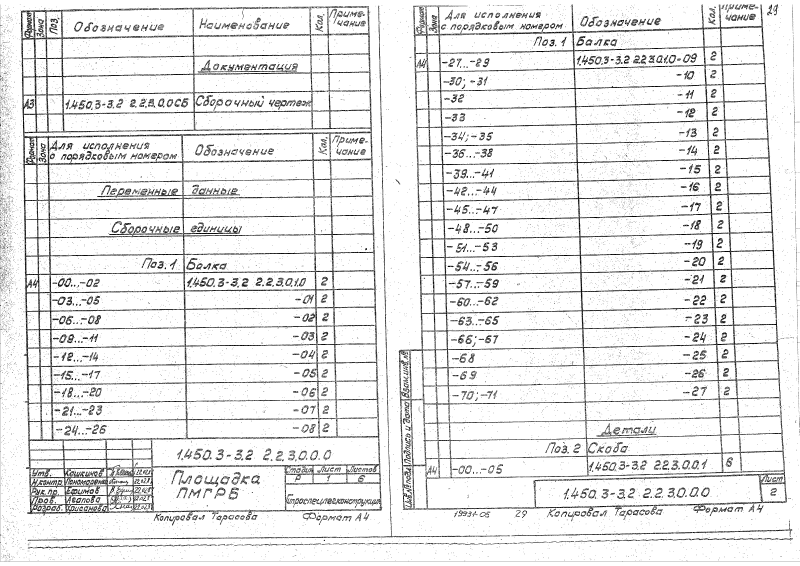 Формат Зона Поз. Обозначение Наименование Кол. Приме-чание
Документация
А3 1.450.3-3.2 2.2.3.0.0СБ Сборочный чертеж
Формат Зона Для исполнения с порядковым номером Обозначение Кол. Приме-чание
Переменные данные
Сборочные единицы
Поз. 1 Балка
А4 -00...-02 1.450.3-3.2 2.2.3.0.1.0 2
-03...-05 -01 2
-06...-08 -02 2
-09...-11 -03 2
-12...-14 -04 2
-15...-17 -05 2
-18...-20 -06 2
-21...-23 -07 2
-24...-26 -08 2
1.450.3-3.2 2.2.3.0.0.0
Утв. Кашкинов
Н.контр. Пономоренко
Рук.пр. Ефимов
Пров. Агапова
Разраб. Хрисанова
Площадка
ПМГРБ
Стадия Лист Листов
Р 1 6
Копировал Тарасова Формат А4
29
Формат Зона Для исполнения с порядковым номером Обозначение Кол. Приме-чание
Поз. 1 Балка
А4 -27...-29 1.450.3-3.2 2.2.3.0.1.0-09 2
-30; -31 -10 2
-32 -11 2
-33 -12 2
-34; -35 -13 2
-36...-38 -14 2
-39...-41 -15 2
-42...-44 -16 2
-45...-47 -17 2
-48...-50 -18 2
-51...-53 -19 2
-54...-56 -20 2
-57...-59 -21 2
-60...-62 -22 2
-63...-65 -23 2
-66; -67 -24 2
-68 -25 2
-69 -26 2
-70; -71 -27 2
Детали
Поз. 2 Скоба
А4 -00...-05 1.450.3-3.2 2.2.3.0.0.1 6
Инв.№подл. Подпись и дата Взам.инв.№
1.450.3-3.2 2.2.3.0.0.0
Лист
2
19931-05 29 Копировал Тарасова Формат А4